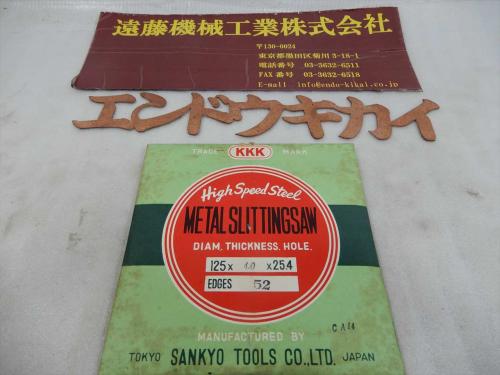 遠藤機械工業株式会社
〒130-0024
東京都墨田区菊川3-18-1
電話番号 03-3632-6511
FAX番号 03-3632-6518
E-mail info@endo-kikai.co.jp
エンドウキカイ
TRADE KKK MARK
High Speed Steel
METAL SLITTINGSAW
DIAM. THICKNESS. HOLE.
125x 4.0 x25.4
EDGES 52
CA14
MANUFACTURED BY
TOKYO SANKYO TOOLS CO.,LTD. JAPAN